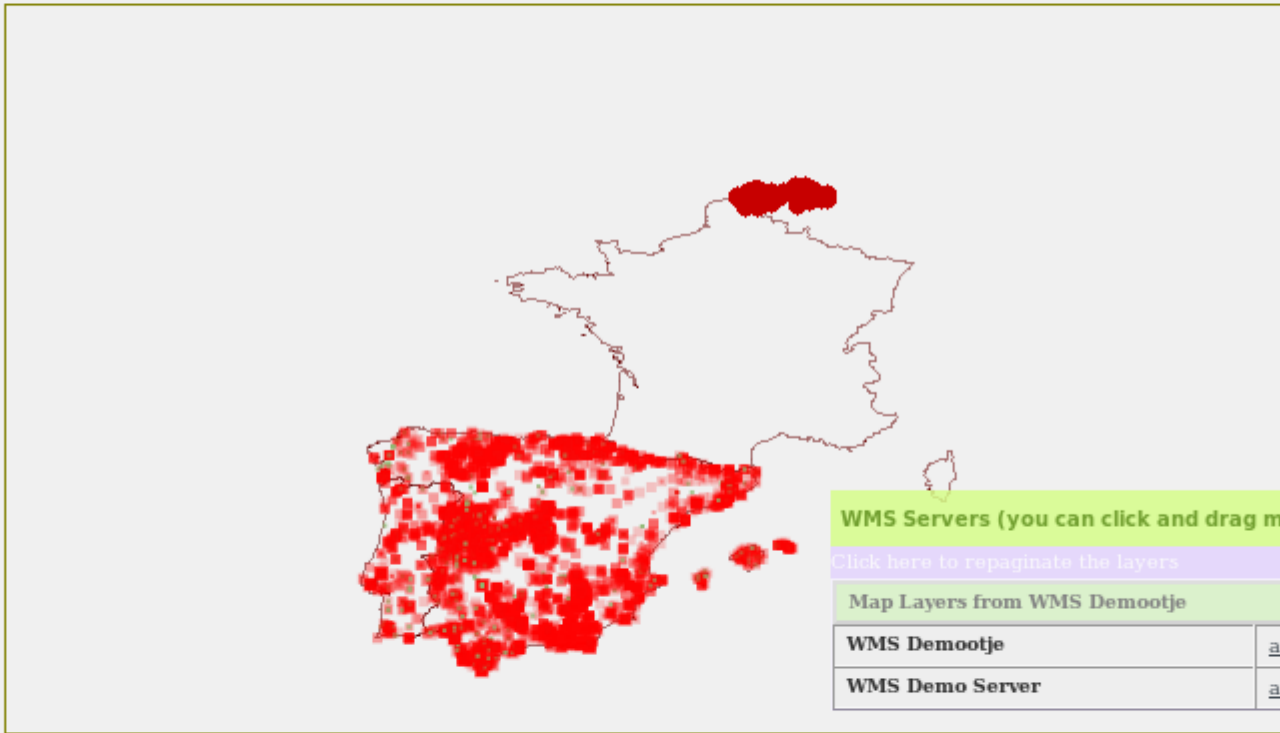 WMS Servers (you can click and drag m
Click here to repaginate the layers
Map Layers from WMS Demootje
WMS Demootje a
WMS Demo Server a